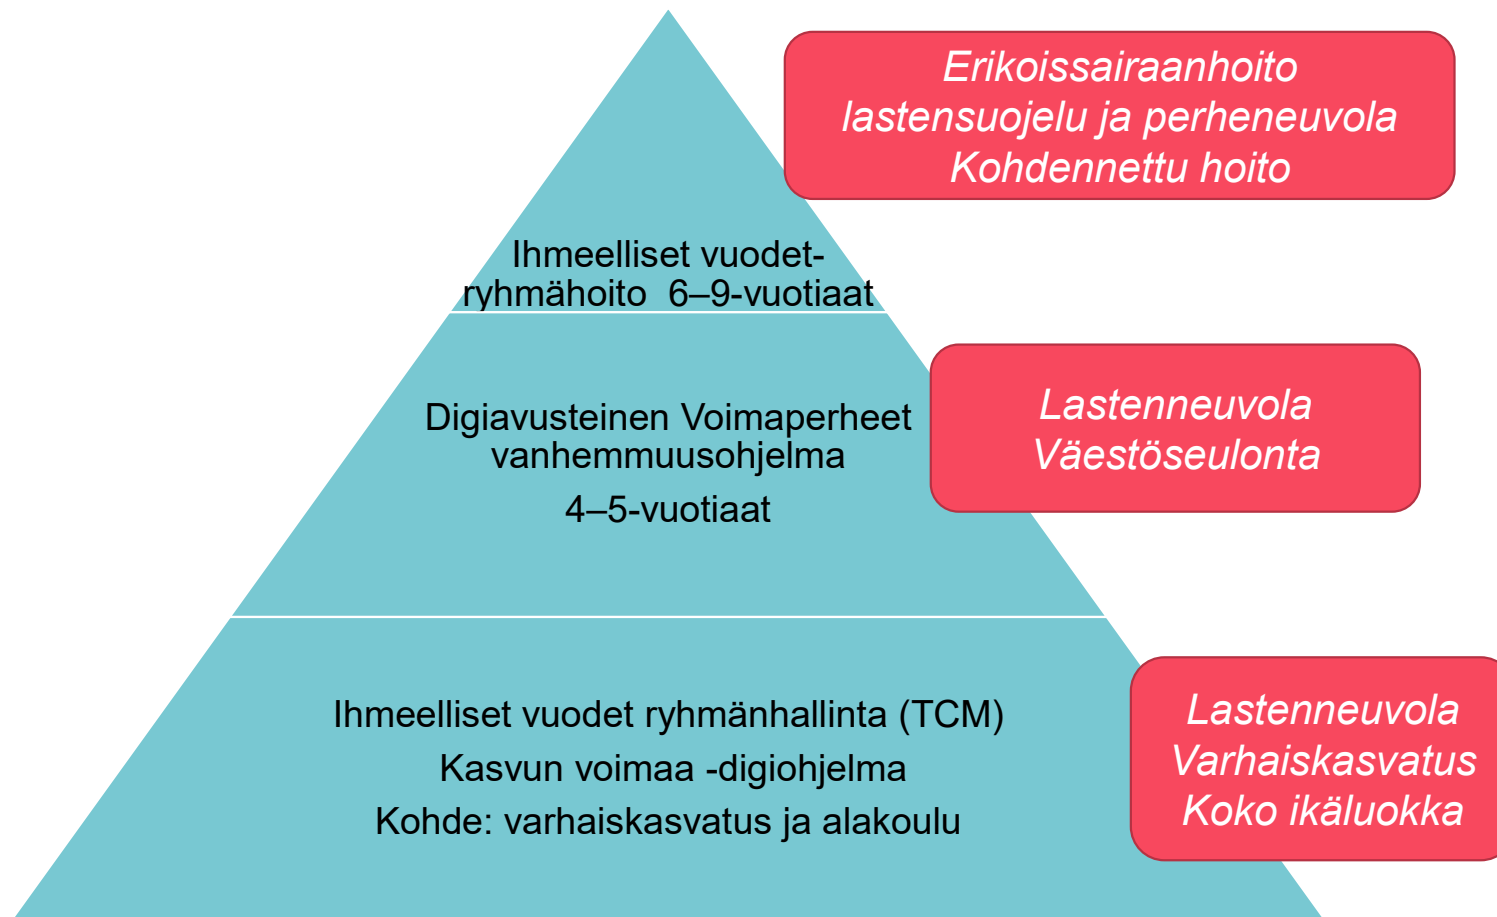 Erikoissairaanhoito
lastensuojelu ja perheneuvola
Kohdennettu hoito
Ihmeelliset vuodet-
ryhmähoito 6–9-vuotiaat
Digiavusteinen Voimaperheet
vanhemmuusohjelma
4–5-vuotiaat
Lastenneuvola
Väestöseulonta
Ihmeelliset vuodet ryhmänhallinta (TCM)
Kasvun voimaa -digiohjelma
Kohde: varhaiskasvatus ja alakoulu
Lastenneuvola
Varhaiskasvatus
Koko ikäluokka